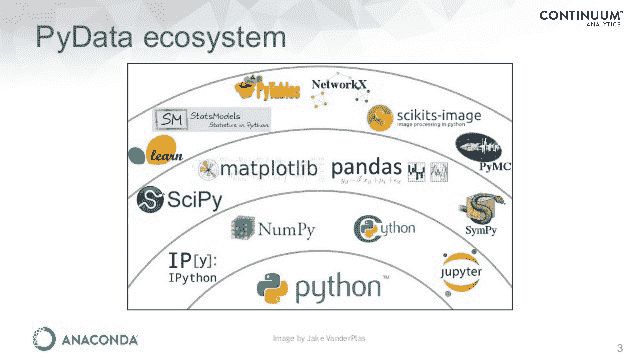 CONTINUUM
ANALYTICS
PyData ecosystem
PyTables
NetworkX
SM StatsModels
Statistics in Python
scikits-image
image processing in python
learn
matplotlib
pandas
PyMC
SciPy
NumPy
Cython
SymPy
IP[y]:
IPython
python™
jupyter
ANACONDA
Image by Jake VanderPlas
3